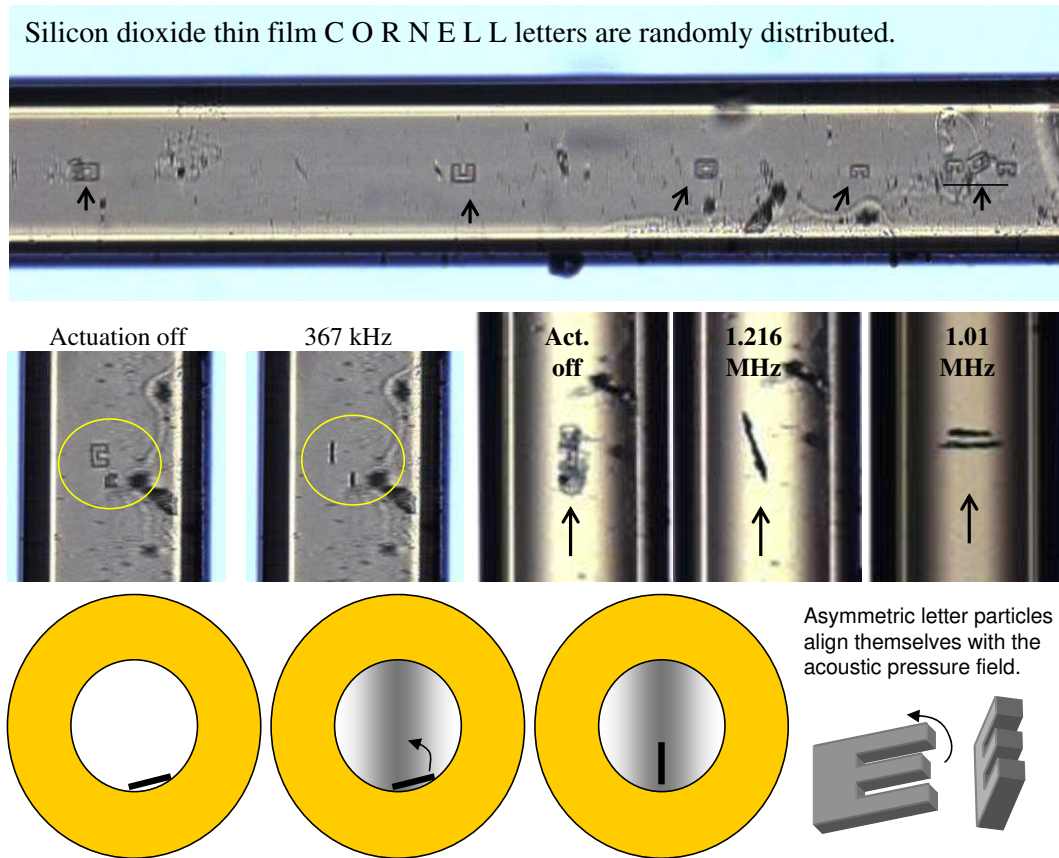 Silicon dioxide thin film C O R N E L L letters are randomly distributed.
Actuation off
367 kHz
Act.
off
1.216
MHz
1.01
MHz
Asymmetric letter particles
align themselves with the
acoustic pressure field.
E